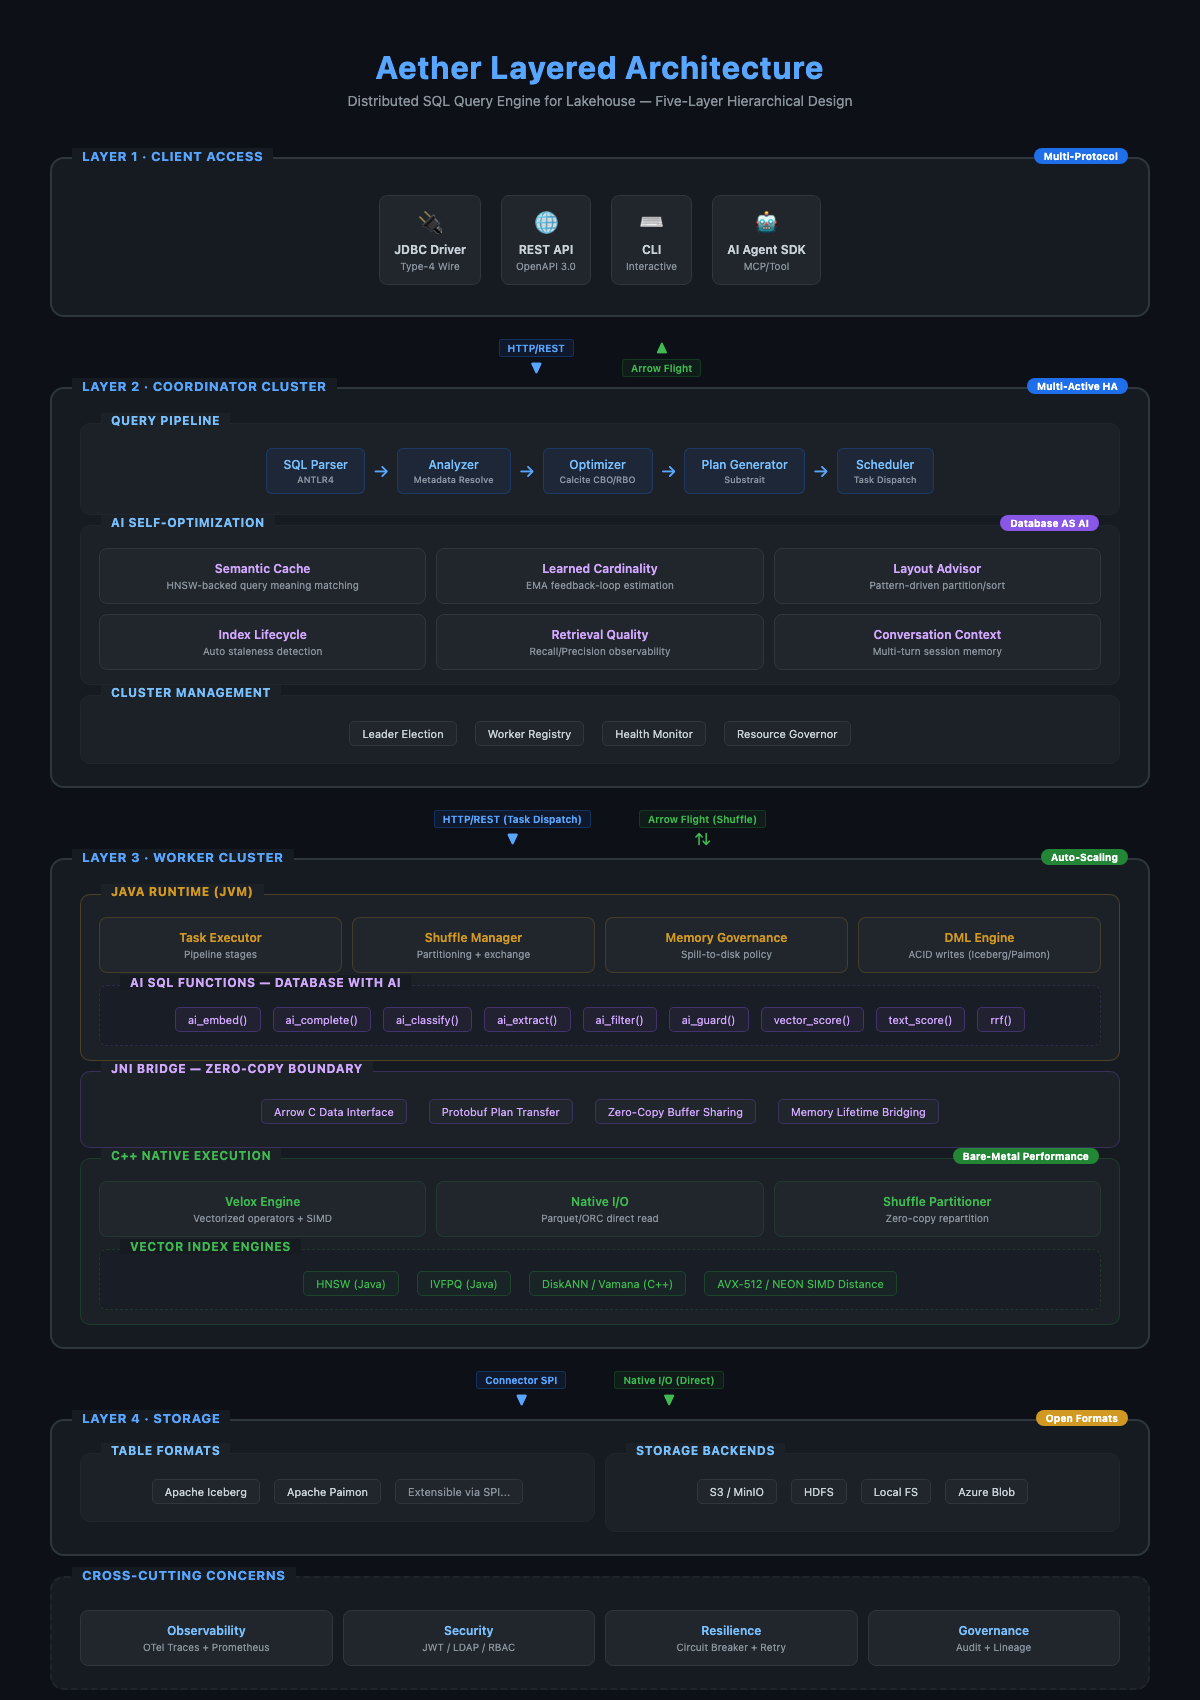 Aether Layered Architecture
Distributed SQL Query Engine for Lakehouse — Five-Layer Hierarchical Design
LAYER 1 · CLIENT ACCESS
Multi-Protocol
JDBC Driver
Type-4 Wire
REST API
OpenAPI 3.0
CLI
Interactive
AI Agent SDK
MCP/Tool
HTTP/REST
Arrow Flight
LAYER 2 · COORDINATOR CLUSTER
Multi-Active HA
QUERY PIPELINE
SQL Parser
ANTLR4
→
Analyzer
Metadata Resolve
→
Optimizer
Calcite CBO/RBO
→
Plan Generator
Substrait
→
Scheduler
Task Dispatch
AI SELF-OPTIMIZATION
Database AS AI
Semantic Cache
HNSW-backed query meaning matching
Learned Cardinality
EMA feedback-loop estimation
Layout Advisor
Pattern-driven partition/sort
Index Lifecycle
Auto staleness detection
Retrieval Quality
Recall/Precision observability
Conversation Context
Multi-turn session memory
CLUSTER MANAGEMENT
Leader Election
Worker Registry
Health Monitor
Resource Governor
HTTP/REST (Task Dispatch)
Arrow Flight (Shuffle)
LAYER 3 · WORKER CLUSTER
Auto-Scaling
JAVA RUNTIME (JVM)
Task Executor
Pipeline stages
Shuffle Manager
Partitioning + exchange
Memory Governance
Spill-to-disk policy
DML Engine
ACID writes (Iceberg/Paimon)
AI SQL FUNCTIONS — DATABASE WITH AI
ai_embed()
ai_complete()
ai_classify()
ai_extract()
ai_filter()
ai_guard()
vector_score()
text_score()
rrf()
JNI BRIDGE — ZERO-COPY BOUNDARY
Arrow C Data Interface
Protobuf Plan Transfer
Zero-Copy Buffer Sharing
Memory Lifetime Bridging
C++ NATIVE EXECUTION
Bare-Metal Performance
Velox Engine
Vectorized operators + SIMD
Native I/O
Parquet/ORC direct read
Shuffle Partitioner
Zero-copy repartition
VECTOR INDEX ENGINES
HNSW (Java)
IVFPQ (Java)
DiskANN / Vamana (C++)
AVX-512 / NEON SIMD Distance
Connector SPI
Native I/O (Direct)
LAYER 4 · STORAGE
Open Formats
TABLE FORMATS
Apache Iceberg
Apache Paimon
Extensible via SPI...
STORAGE BACKENDS
S3 / MinIO
HDFS
Local FS
Azure Blob
CROSS-CUTTING CONCERNS
Observability
OTel Traces + Prometheus
Security
JWT / LDAP / RBAC
Resilience
Circuit Breaker + Retry
Governance
Audit + Lineage